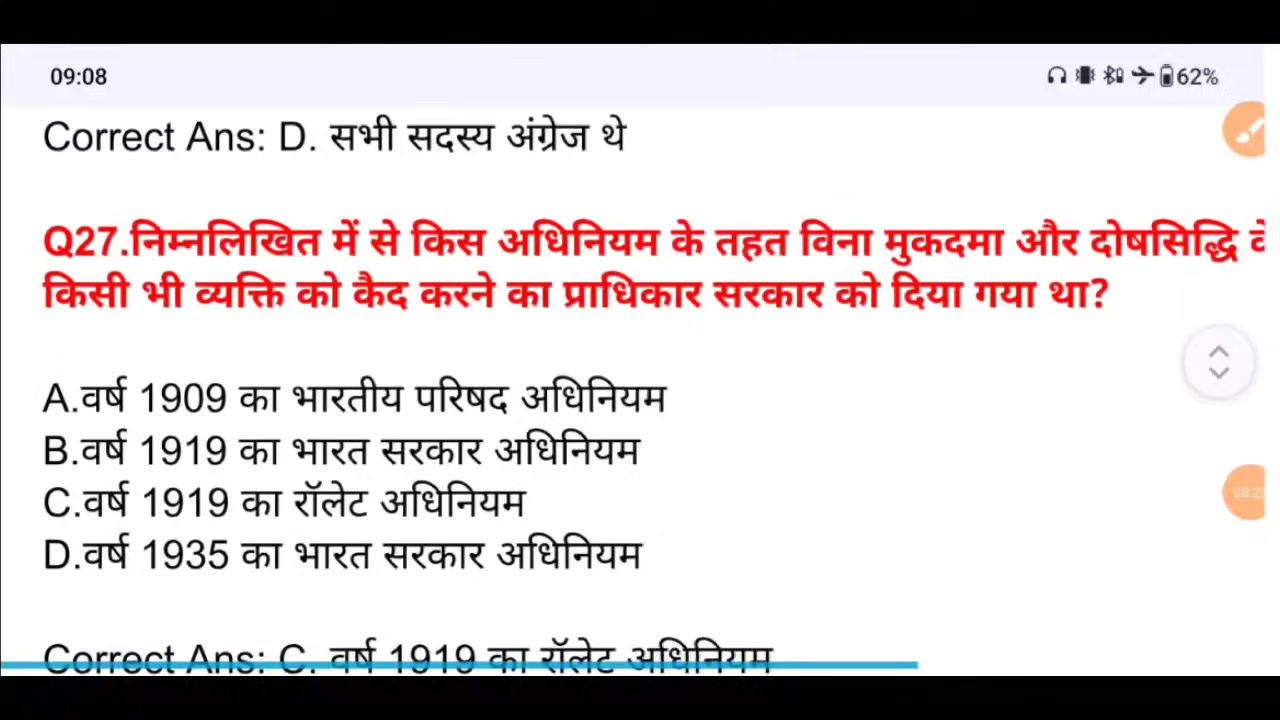 09:08
62%
Correct Ans: D. सभी सदस्य अंग्रेज थे
Q27.निम्नलिखित में से किस अधिनियम के तहत विना मुकदमा और दोषसिद्धि
किसी भी व्यक्ति को कैद करने का प्राधिकार सरकार को दिया गया था?
A.वर्ष 1909 का भारतीय परिषद अधिनियम
B.वर्ष 1919 का भारत सरकार अधिनियम
C.वर्ष 1919 का रॉलेट अधिनियम
D.वर्ष 1935 का भारत सरकार अधिनियम
Correct Ans: C. वर्ष 1919 का रॉलेट अधिनियम